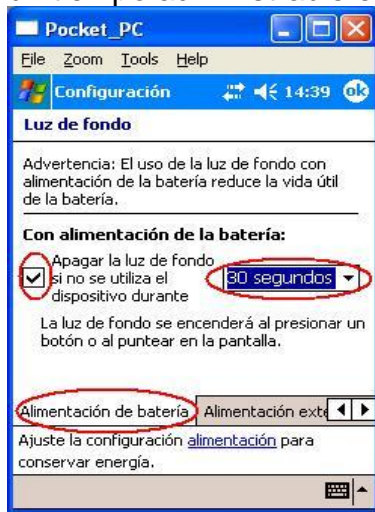 Pocket_PC
File Zoom Tools Help
Configuración 14:39 ok
Luz de fondo
Advertencia: El uso de la luz de fondo con
alimentación de la batería reduce la vida útil
de la batería.
Con alimentación de la batería:
Apagar la luz de fondo
si no se utiliza el 30 segundos
dispositivo durante
La luz de fondo se encenderá al presionar un
botón o al puntear en la pantalla.
Alimentación de batería Alimentación exte
Ajuste la configuración alimentación para
conservar energía.